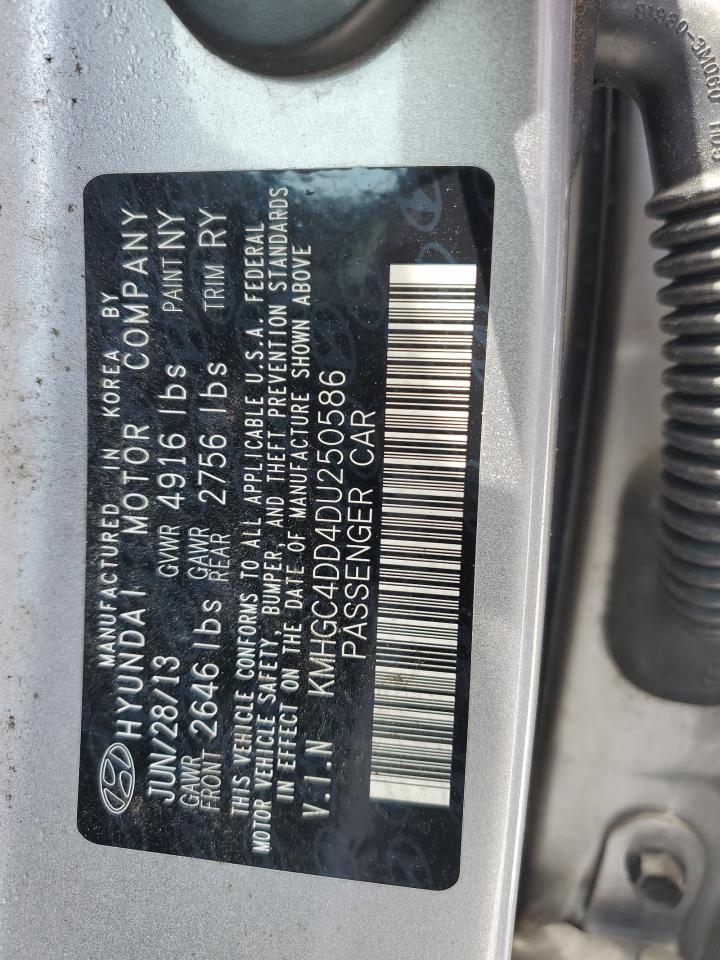 MANUFACTURED IN KOREA BY
HYUNDAI MOTOR COMPANY
JUN/28/13 GVWR 4916 lbs PAINT NY
GAWR FRONT 2646 lbs GAWR REAR 2756 lbs TRIM RY
THIS VEHICLE CONFORMS TO ALL APPLICABLE U.S.A. FEDERAL
MOTOR VEHICLE SAFETY, BUMPER, AND THEFT PREVENTION STANDARDS
IN EFFECT ON THE DATE OF MANUFACTURE SHOWN ABOVE
V.I.N KMHGC4DD4DU250586
PASSENGER CAR
91980-3M060